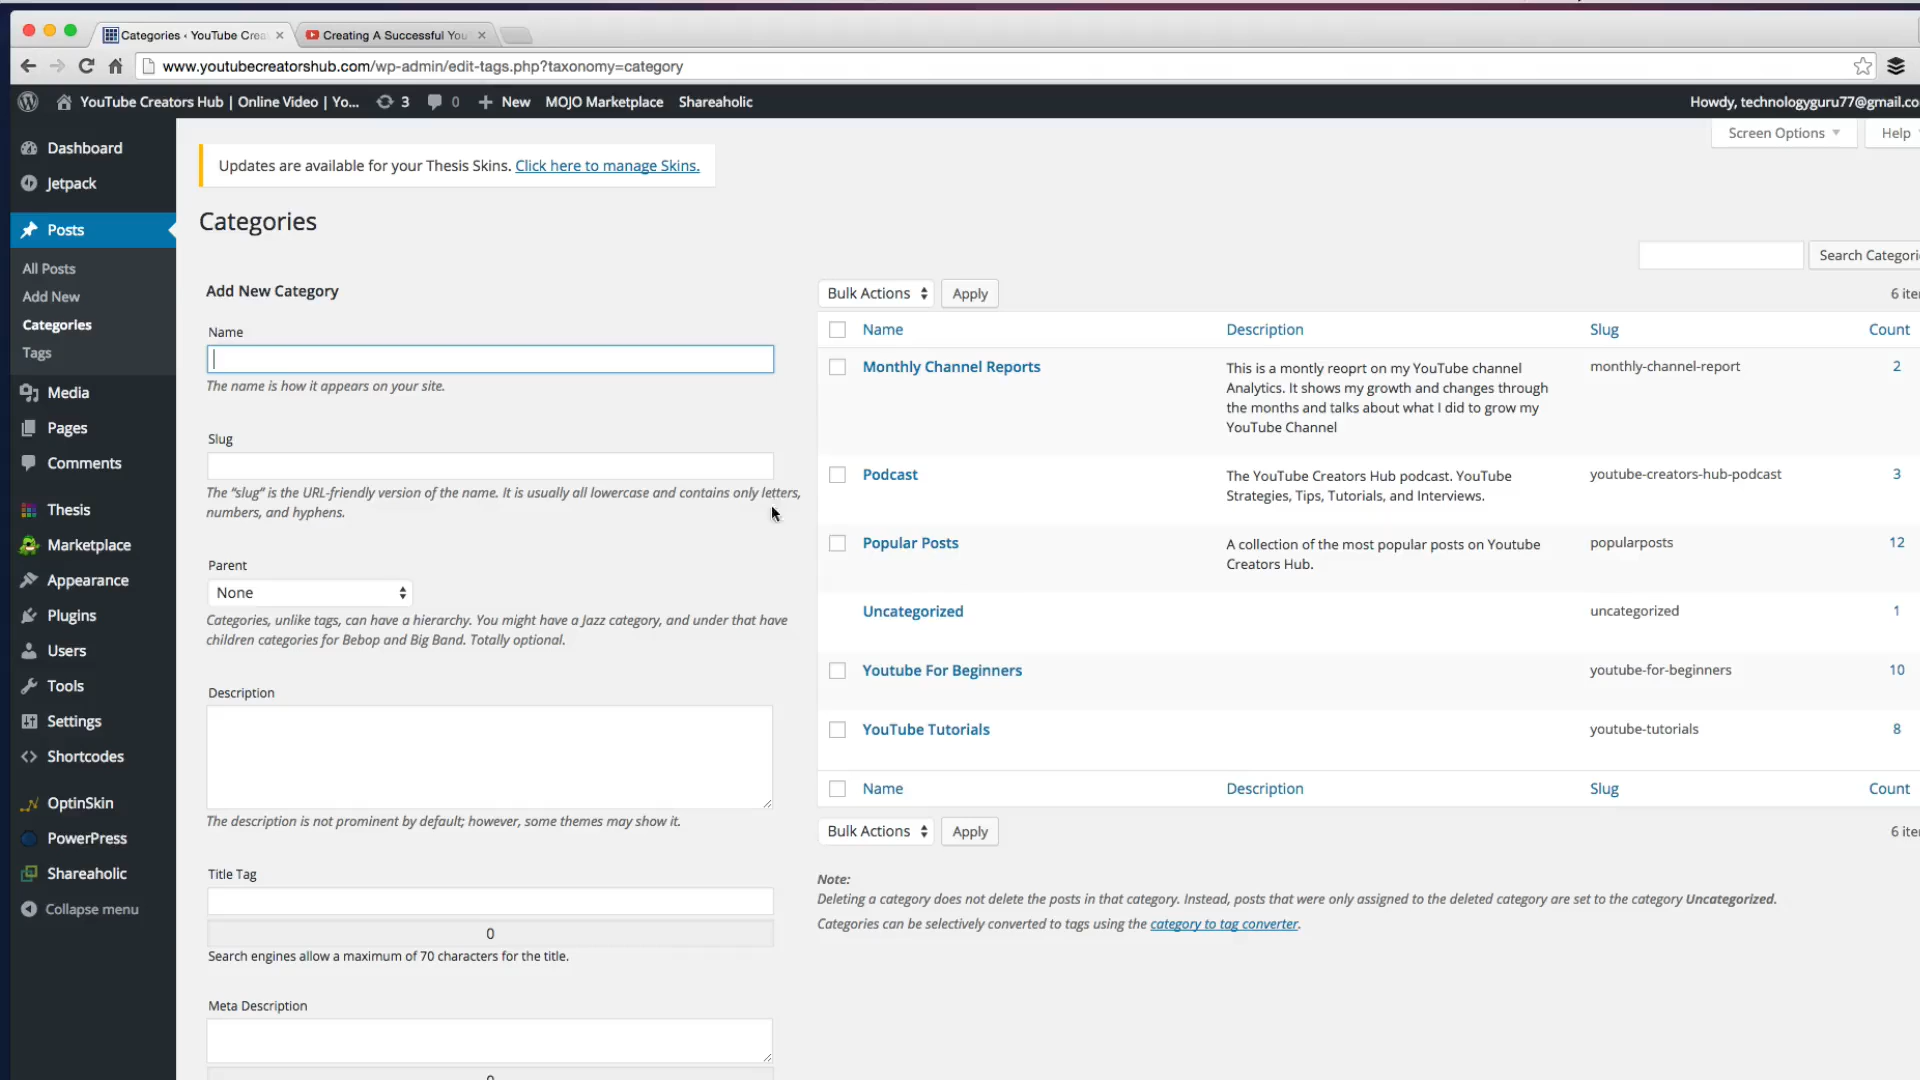 Categories ‹ YouTube Crea
Creating A Successful You
www.youtubecreatorshub.com/wp-admin/edit-tags.php?taxonomy=category
YouTube Creators Hub | Online Video | Yo...
3
0
New
MOJO Marketplace
Shareaholic
Howdy, technologyguru77@gmail.co
Screen Options
Help
Dashboard
Jetpack
Posts
All Posts
Add New
Categories
Tags
Media
Pages
Comments
Thesis
Marketplace
Appearance
Plugins
Users
Tools
Settings
Shortcodes
OptinSkin
PowerPress
Shareaholic
Collapse menu
Updates are available for your Thesis Skins. Click here to manage Skins.
Categories
Search Categori
Add New Category
Name
The name is how it appears on your site.
Slug
The “slug” is the URL-friendly version of the name. It is usually all lowercase and contains only letters,
numbers, and hyphens.
Parent
None
Categories, unlike tags, can have a hierarchy. You might have a Jazz category, and under that have
children categories for Bebop and Big Band. Totally optional.
Description
The description is not prominent by default; however, some themes may show it.
Title Tag
0
Search engines allow a maximum of 70 characters for the title.
Meta Description
Bulk Actions
Apply
6 ite
Name
Description
Slug
Count
Monthly Channel Reports
This is a montly reoprt on my YouTube channel
Analytics. It shows my growth and changes through
the months and talks about what I did to grow my
YouTube Channel
monthly-channel-report
2
Podcast
The YouTube Creators Hub podcast. YouTube
Strategies, Tips, Tutorials, and Interviews.
youtube-creators-hub-podcast
3
Popular Posts
A collection of the most popular posts on Youtube
Creators Hub.
popularposts
12
Uncategorized
uncategorized
1
Youtube For Beginners
youtube-for-beginners
10
YouTube Tutorials
youtube-tutorials
8
Name
Description
Slug
Count
Bulk Actions
Apply
6 ite
Note:
Deleting a category does not delete the posts in that category. Instead, posts that were only assigned to the deleted category are set to the category Uncategorized.
Categories can be selectively converted to tags using the category to tag converter.